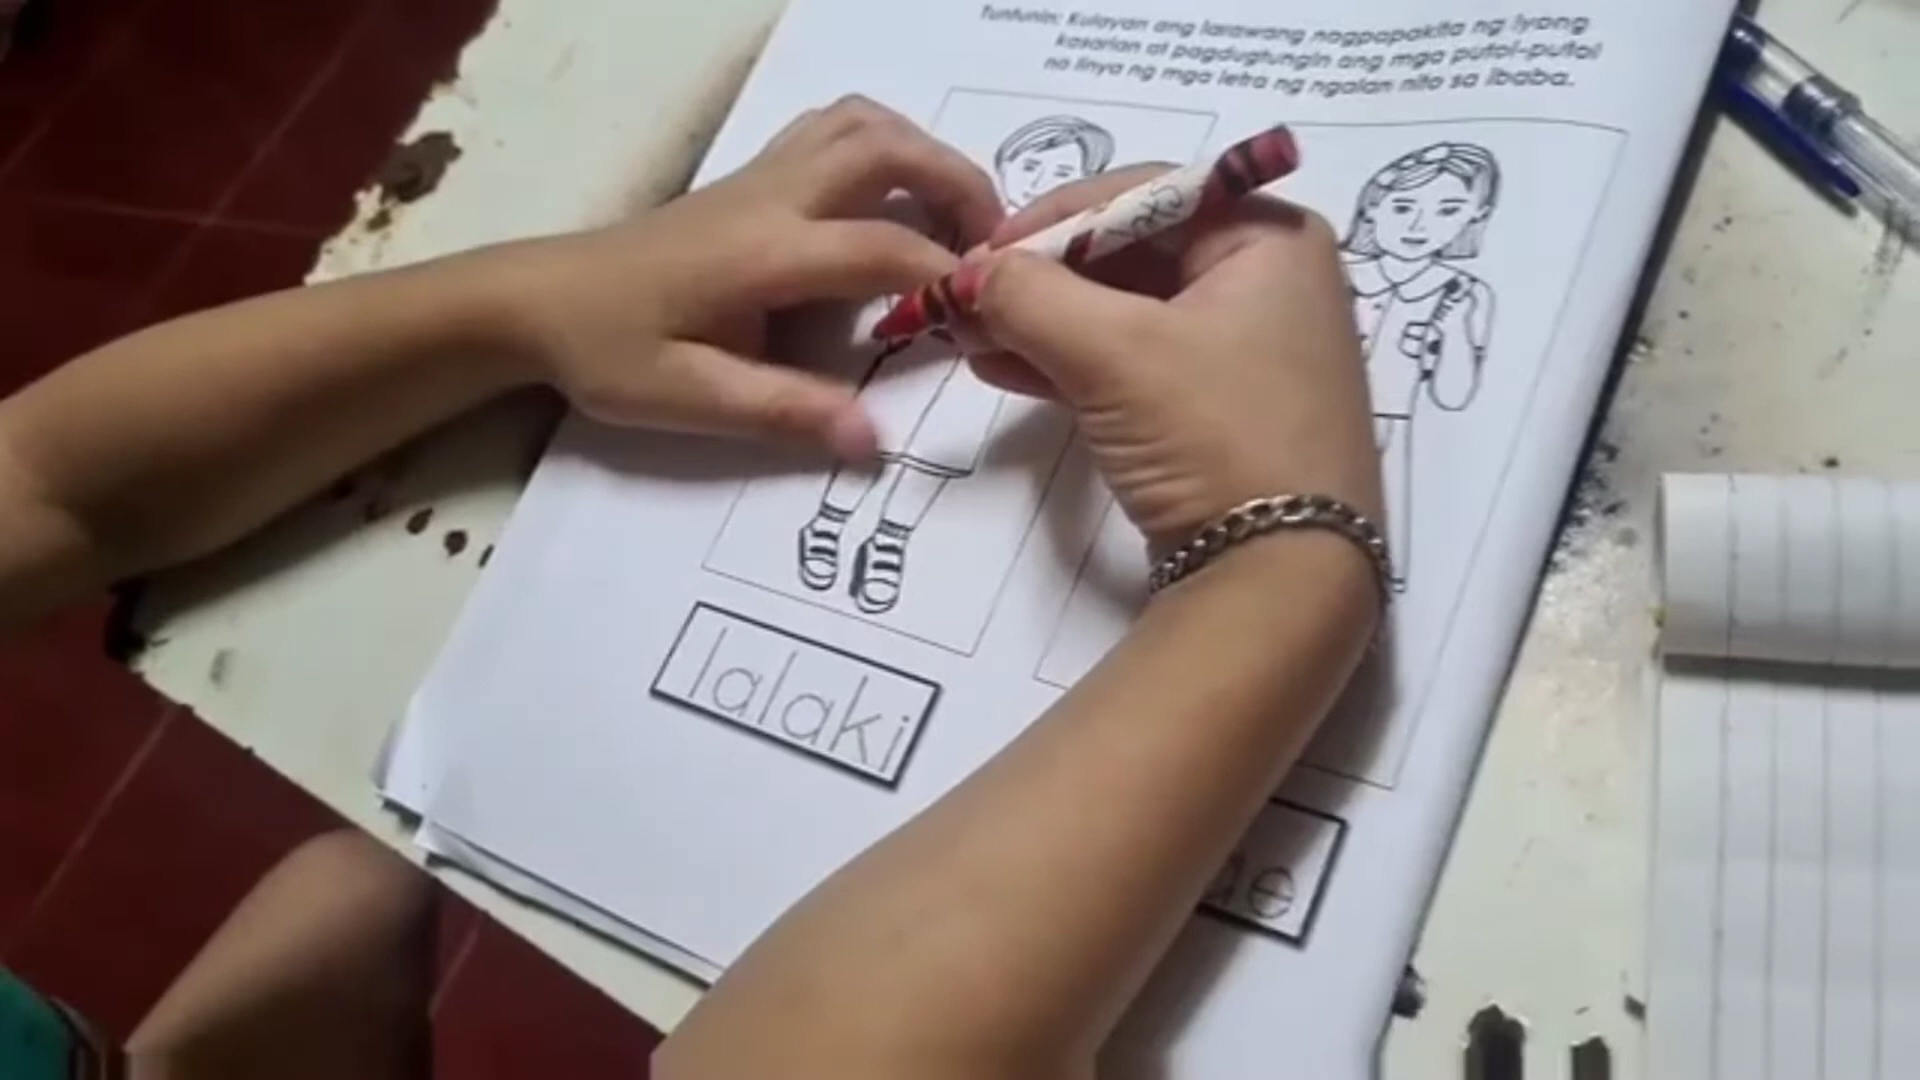 Tuntunin: Kulayan ang larawang nagpapakita ng iyong
kasarian at pagdugtungin ang mga putol-putol
na linya ng mga letra ng ngalan nito sa ibaba.
lalaki